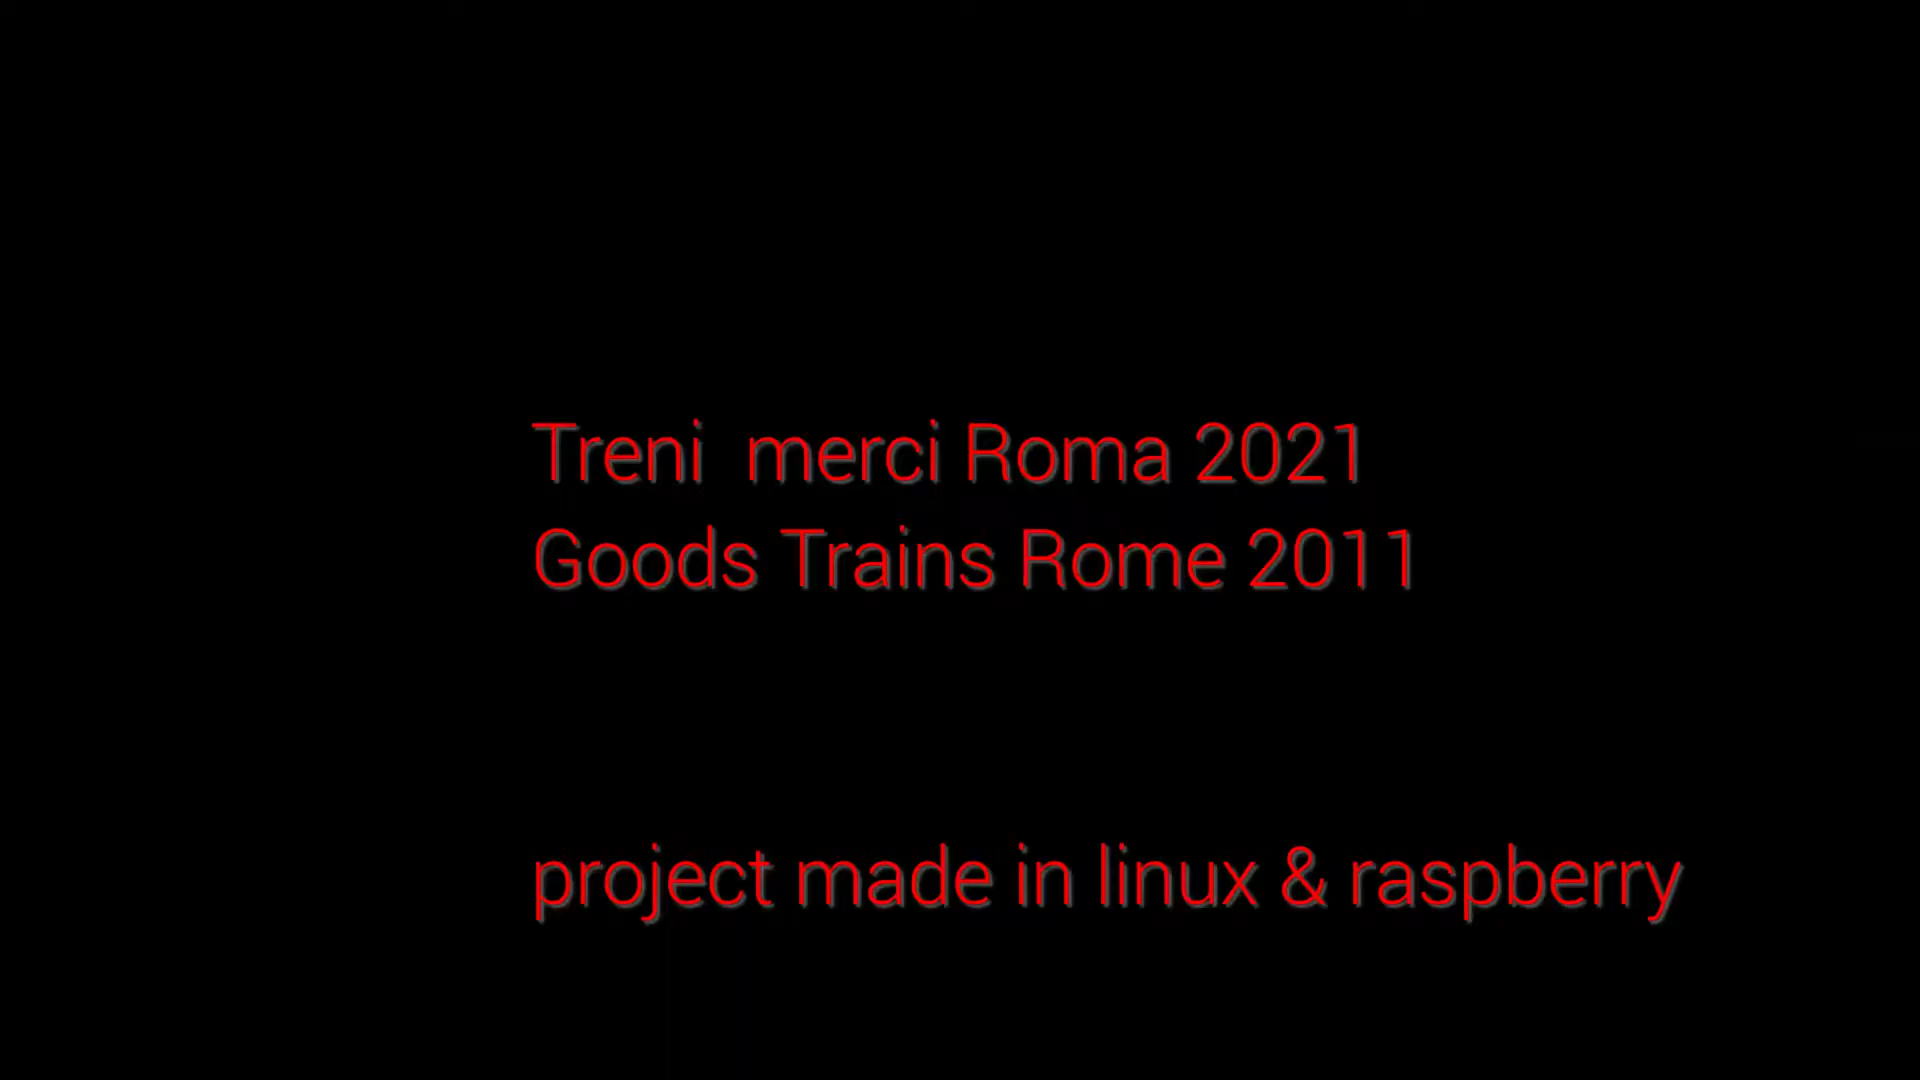 Treni  merci Roma 2021
Goods Trains Rome 2011
project made in linux & raspberry